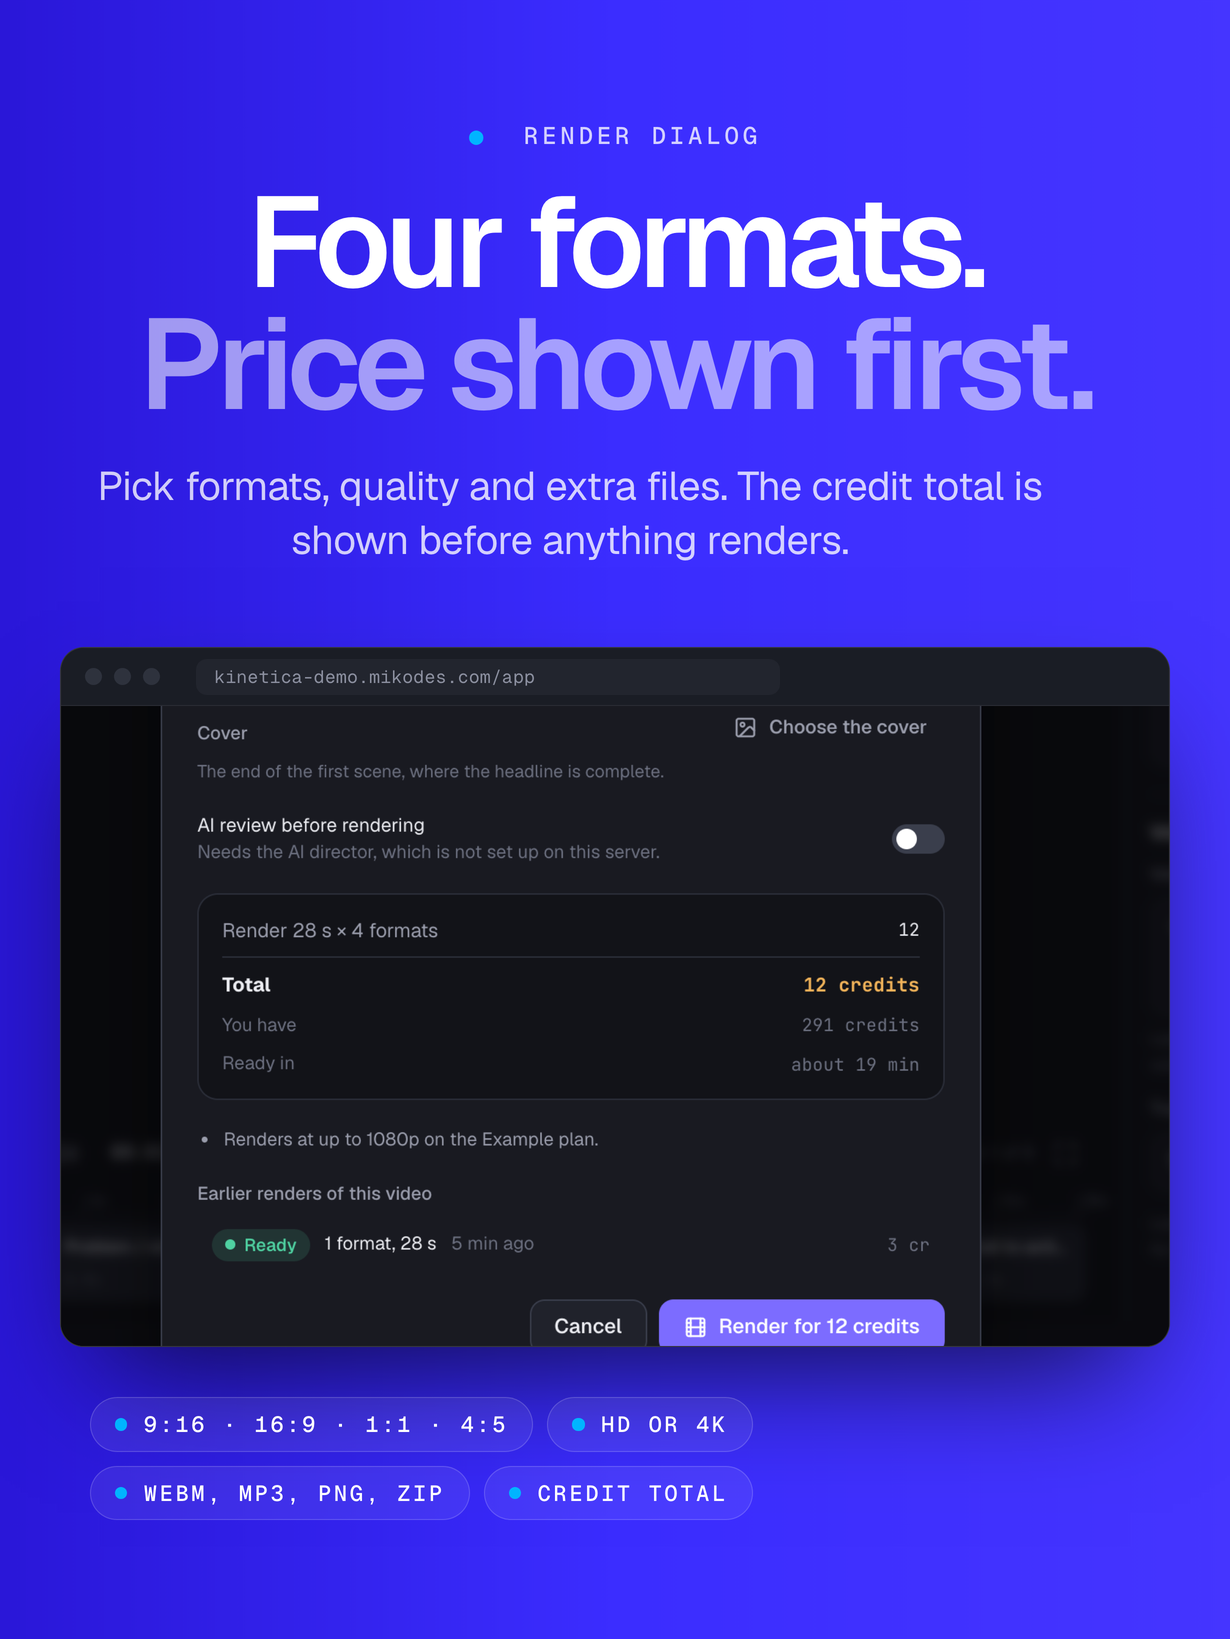 RENDER DIALOG
Four formats.
Price shown first.
Pick formats, quality and extra files. The credit total is
shown before anything renders.
kinetica-demo.mikodes.com/app
Cover
Choose the cover
The end of the first scene, where the headline is complete.
AI review before rendering
Needs the AI director, which is not set up on this server.
Render 28 s × 4 formats 12
Total 12 credits
You have 291 credits
Ready in about 19 min
• Renders at up to 1080p on the Example plan.
Earlier renders of this video
Ready 1 format, 28 s 5 min ago 3 cr
Cancel Render for 12 credits
9:16 · 16:9 · 1:1 · 4:5 HD OR 4K
WEBM, MP3, PNG, ZIP CREDIT TOTAL